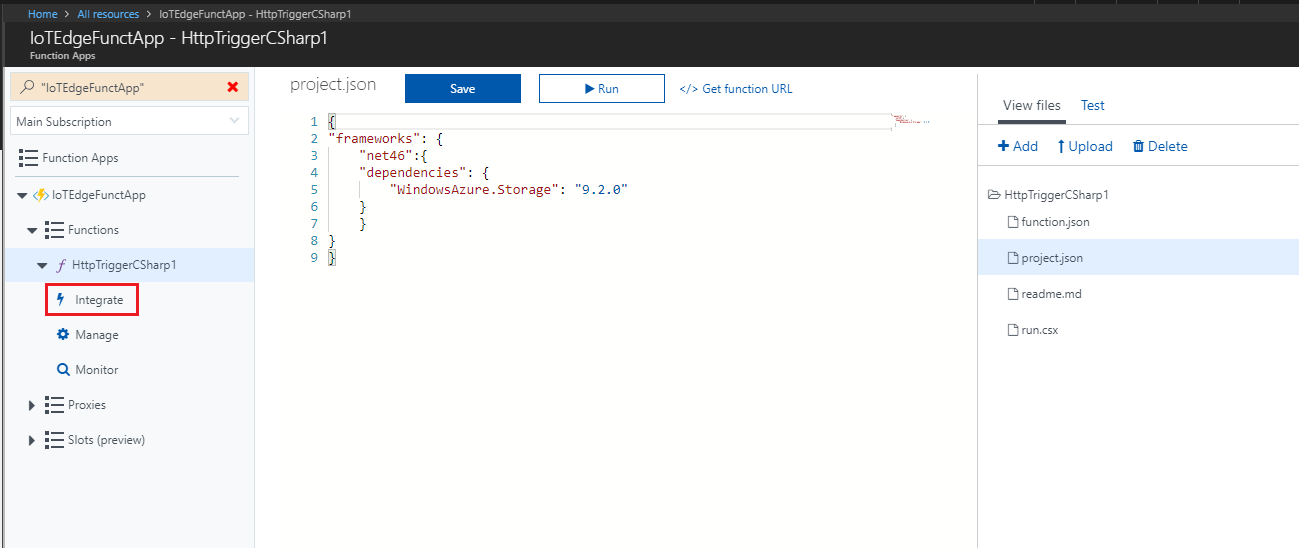 Home > All resources > IoTEdgeFunctApp - HttpTriggerCSharp1
IoTEdgeFunctApp - HttpTriggerCSharp1
Function Apps
"IoTEdgeFunctApp"
Main Subscription
Function Apps
IoTEdgeFunctApp
Functions
HttpTriggerCSharp1
Integrate
Manage
Monitor
Proxies
Slots (preview)
project.json
Save
Run
</> Get function URL
1 {
2 "frameworks": {
3 "net46":{
4 "dependencies": {
5 "WindowsAzure.Storage": "9.2.0"
6 }
7 }
8 }
9 }
View files
Test
Add
Upload
Delete
HttpTriggerCSharp1
function.json
project.json
readme.md
run.csx